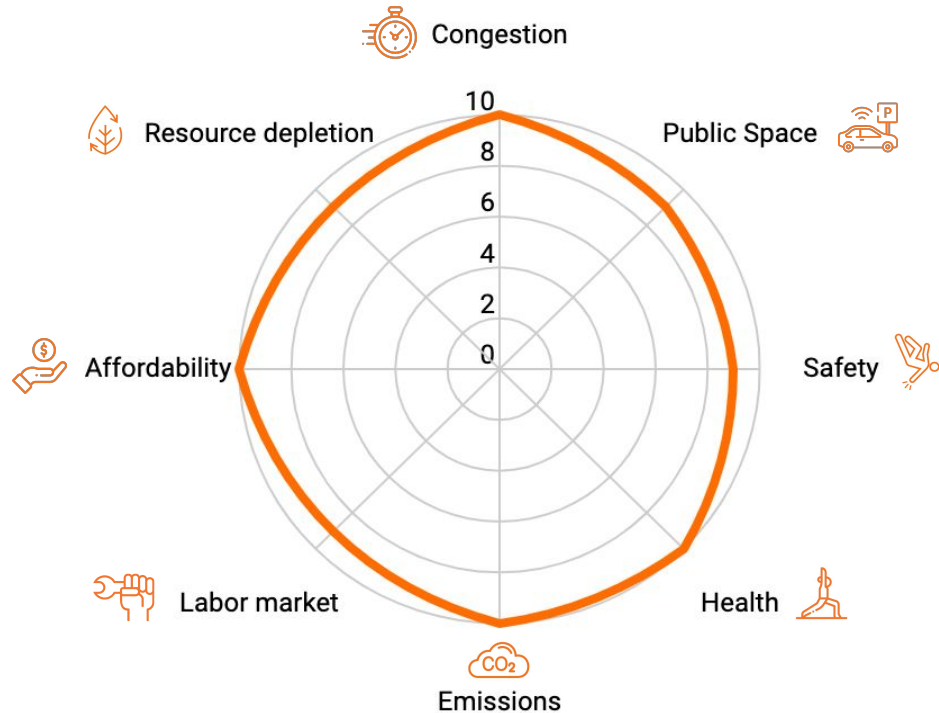 Congestion
Resource depletion
Public Space
P
10
8
6
4
2
0
$
Affordability
Safety
Labor market
Health
CO₂
Emissions